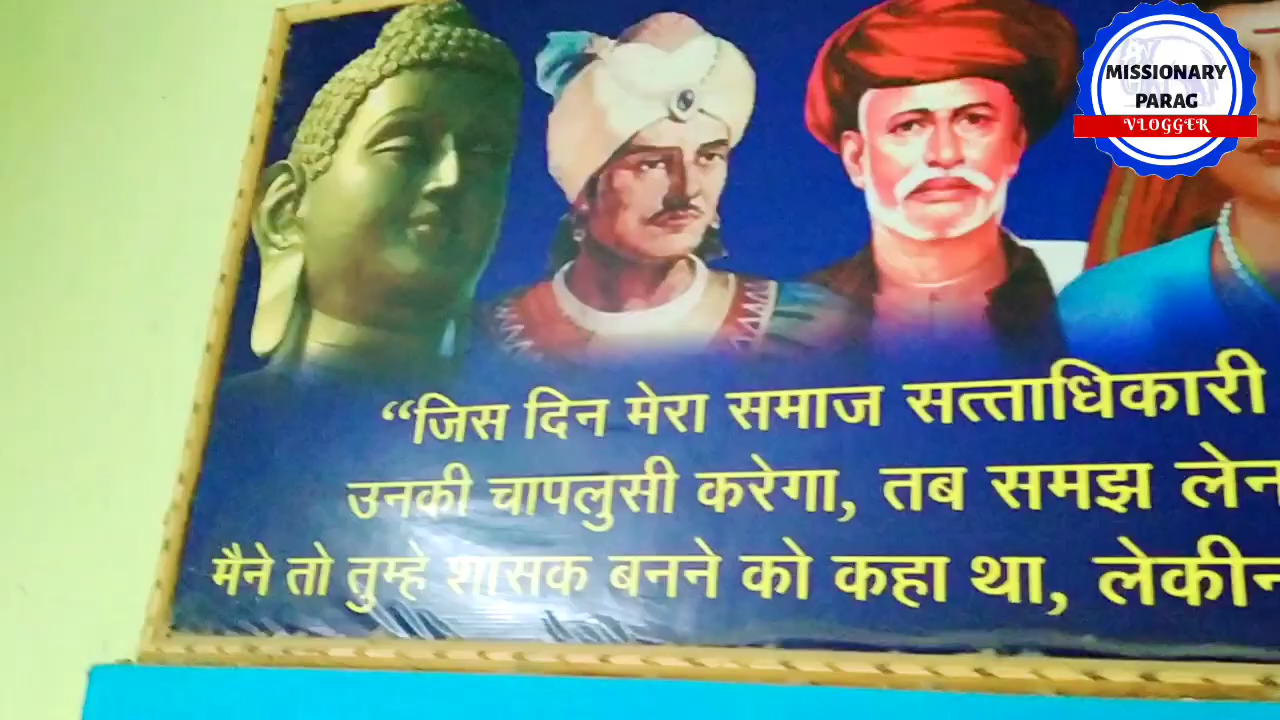 MISSIONARY
PARAG
VLOGGER
“जिस दिन मेरा समाज सत्ताधिकारी
उनकी चापलुसी करेगा, तब समझ
मैने तो तुम्हे शासक बनने को कहा था, लेकीन